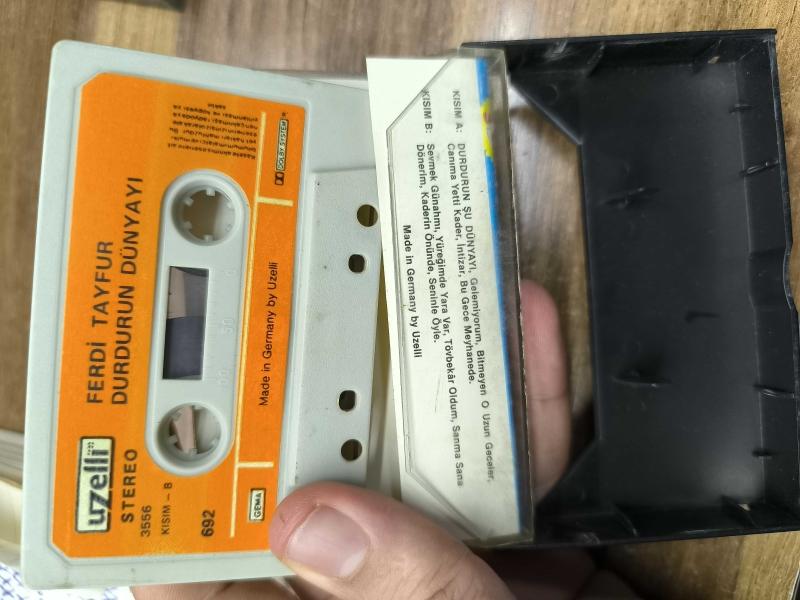 FERDİ TAYFUR
DURDURUN DÜNYAYI
uzelli
STEREO
3556
KISIM – B
692
DOLBY SYSTEM
Made in Germany by Uzelli
GEMA
50
KISIM A: DURDURUN ŞU DÜNYAYI, Gelemiyorum, Bitmeyen O Uzun Geceler,
Canıma Yetti Kader, İntizar, Bu Gece Meyhanede.
KISIM B: Sevmek Günahmı, Yüreğimde Yara Var, Tövbekâr Oldum, Sanma Sana
Dönerim, Kaderin Önünde, Seninle Öyle.
Made in Germany by Uzelli